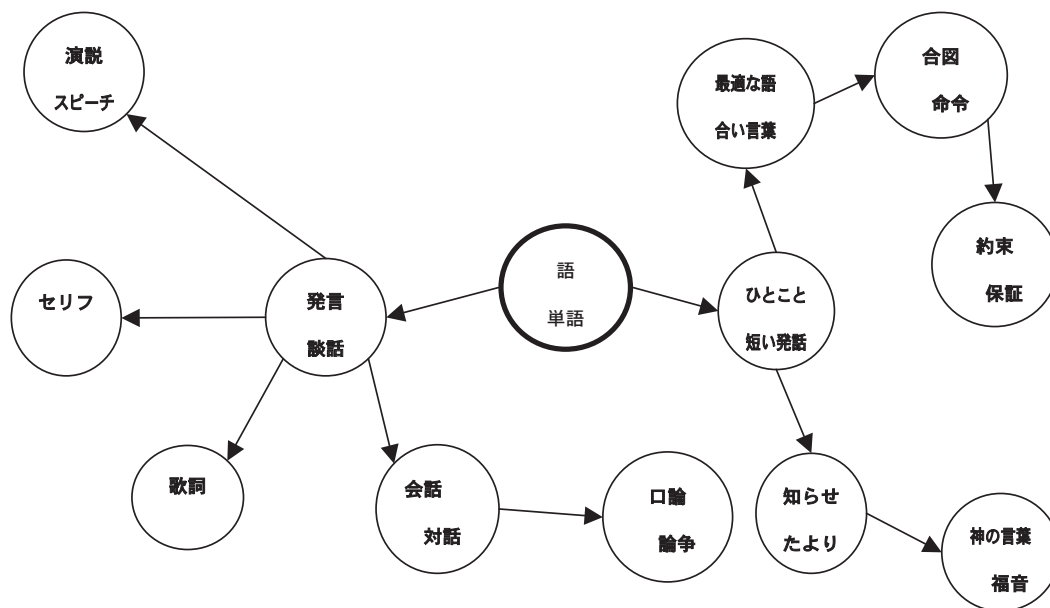 演説
スピーチ
最適な語
合い言葉
合図
命令
セリフ
発言
談話
語
単語
ひとこと
短い発話
約束
保証
歌詞
会話
対話
口論
論争
知らせ
たより
神の言葉
福音